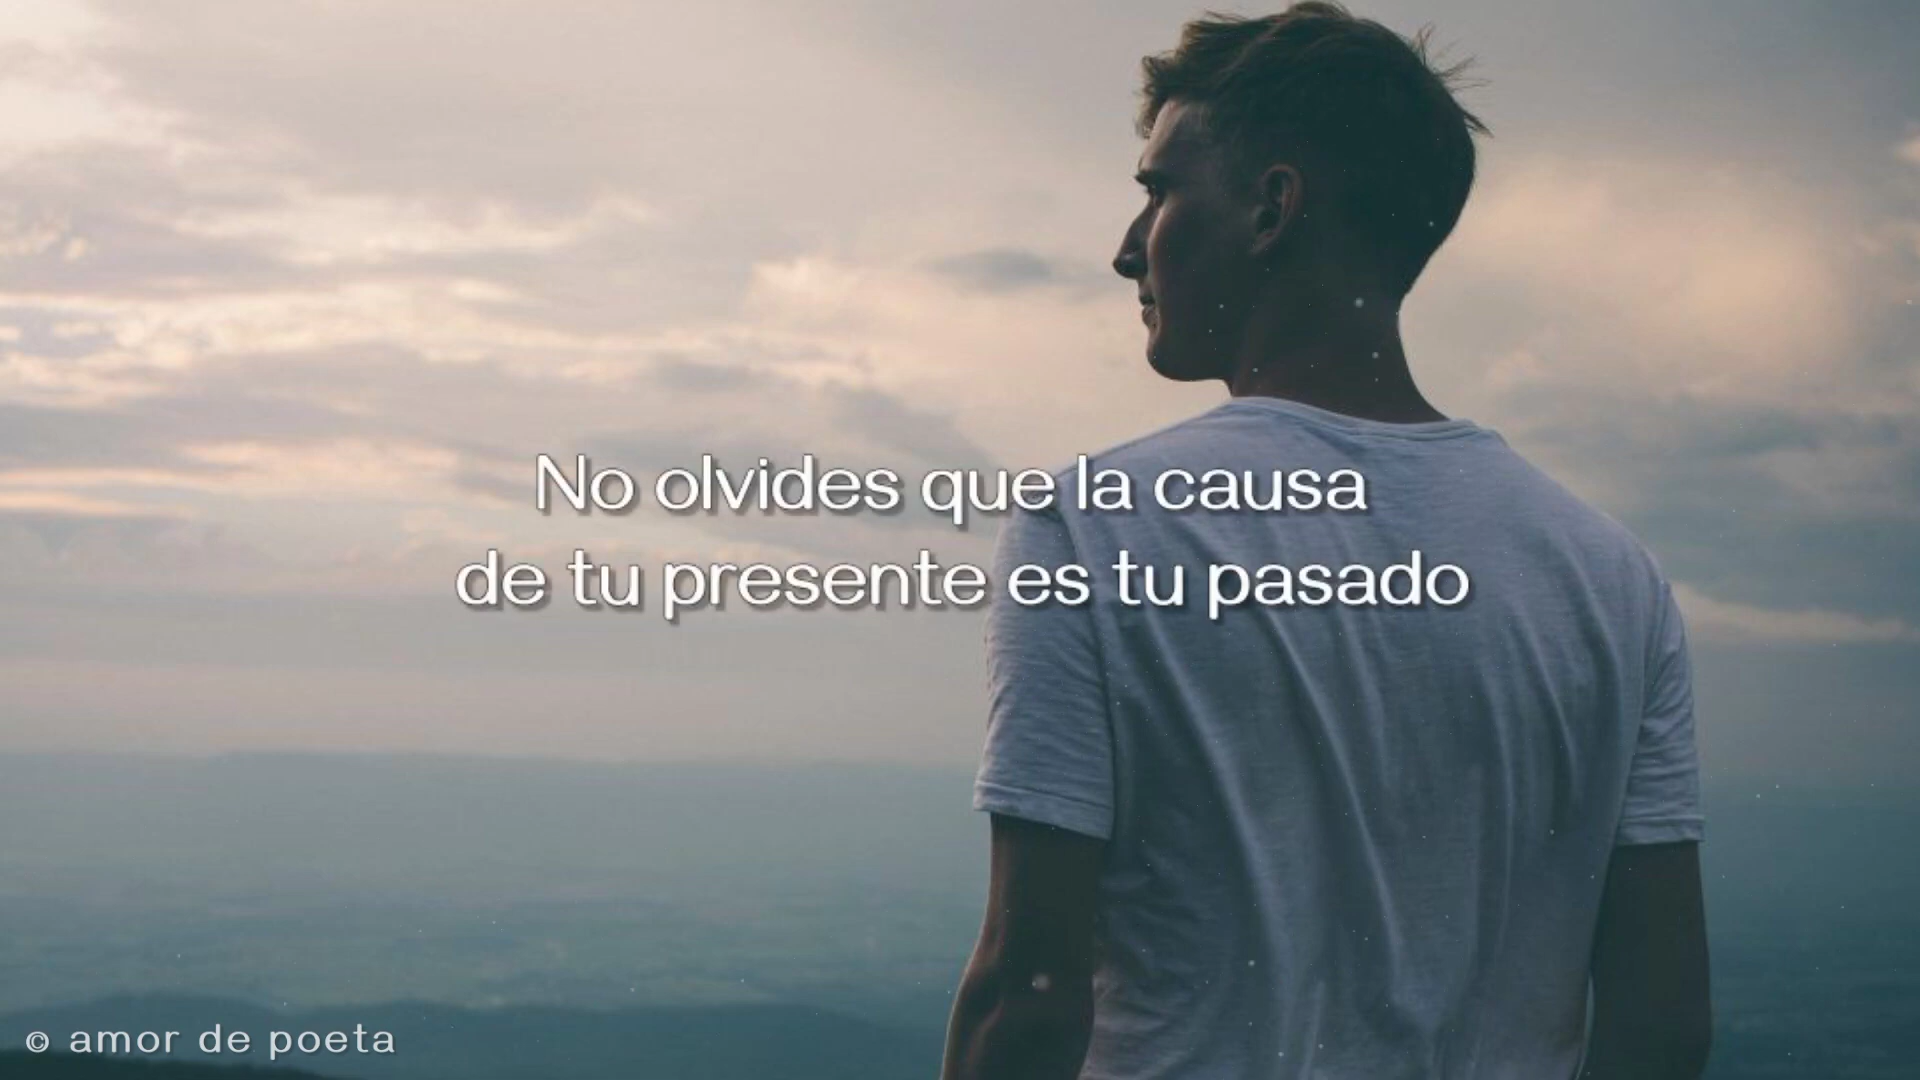 No olvides que la causa
de tu presente es tu pasado
© amor de poeta